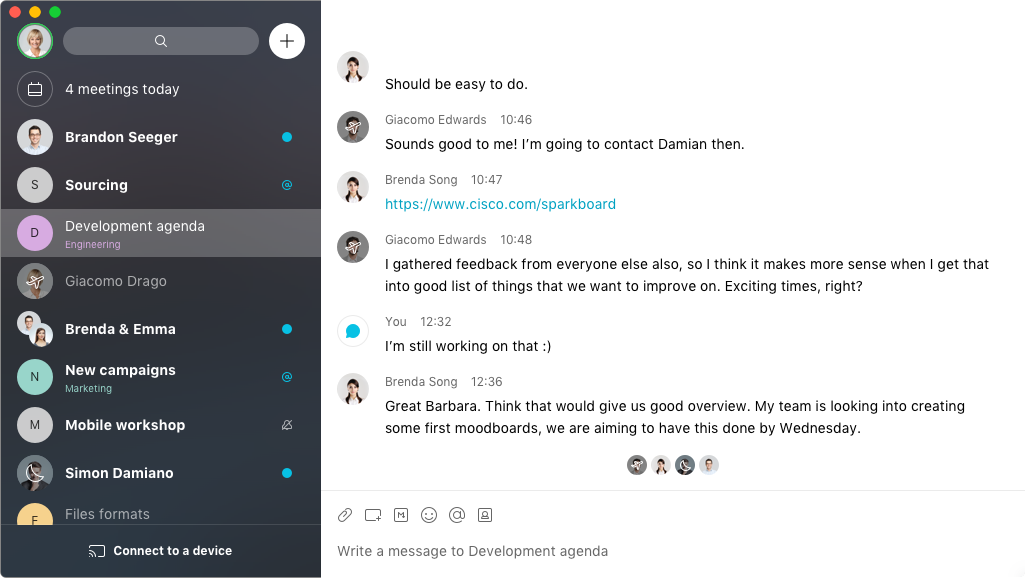 4 meetings today
Brandon Seeger
S
Sourcing
@
D
Development agenda
Engineering
Giacomo Drago
Brenda & Emma
N
New campaigns
Marketing
@
M
Mobile workshop
Simon Damiano
F
Files formats
Connect to a device
Should be easy to do.
Giacomo Edwards 10:46
Sounds good to me! I’m going to contact Damian then.
Brenda Song 10:47
https://www.cisco.com/sparkboard
Giacomo Edwards 10:48
I gathered feedback from everyone else also, so I think it makes more sense when I get that
into good list of things that we want to improve on. Exciting times, right?
You 12:32
I’m still working on that :)
Brenda Song 12:36
Great Barbara. Think that would give us good overview. My team is looking into creating
some first moodboards, we are aiming to have this done by Wednesday.
M @
Write a message to Development agenda